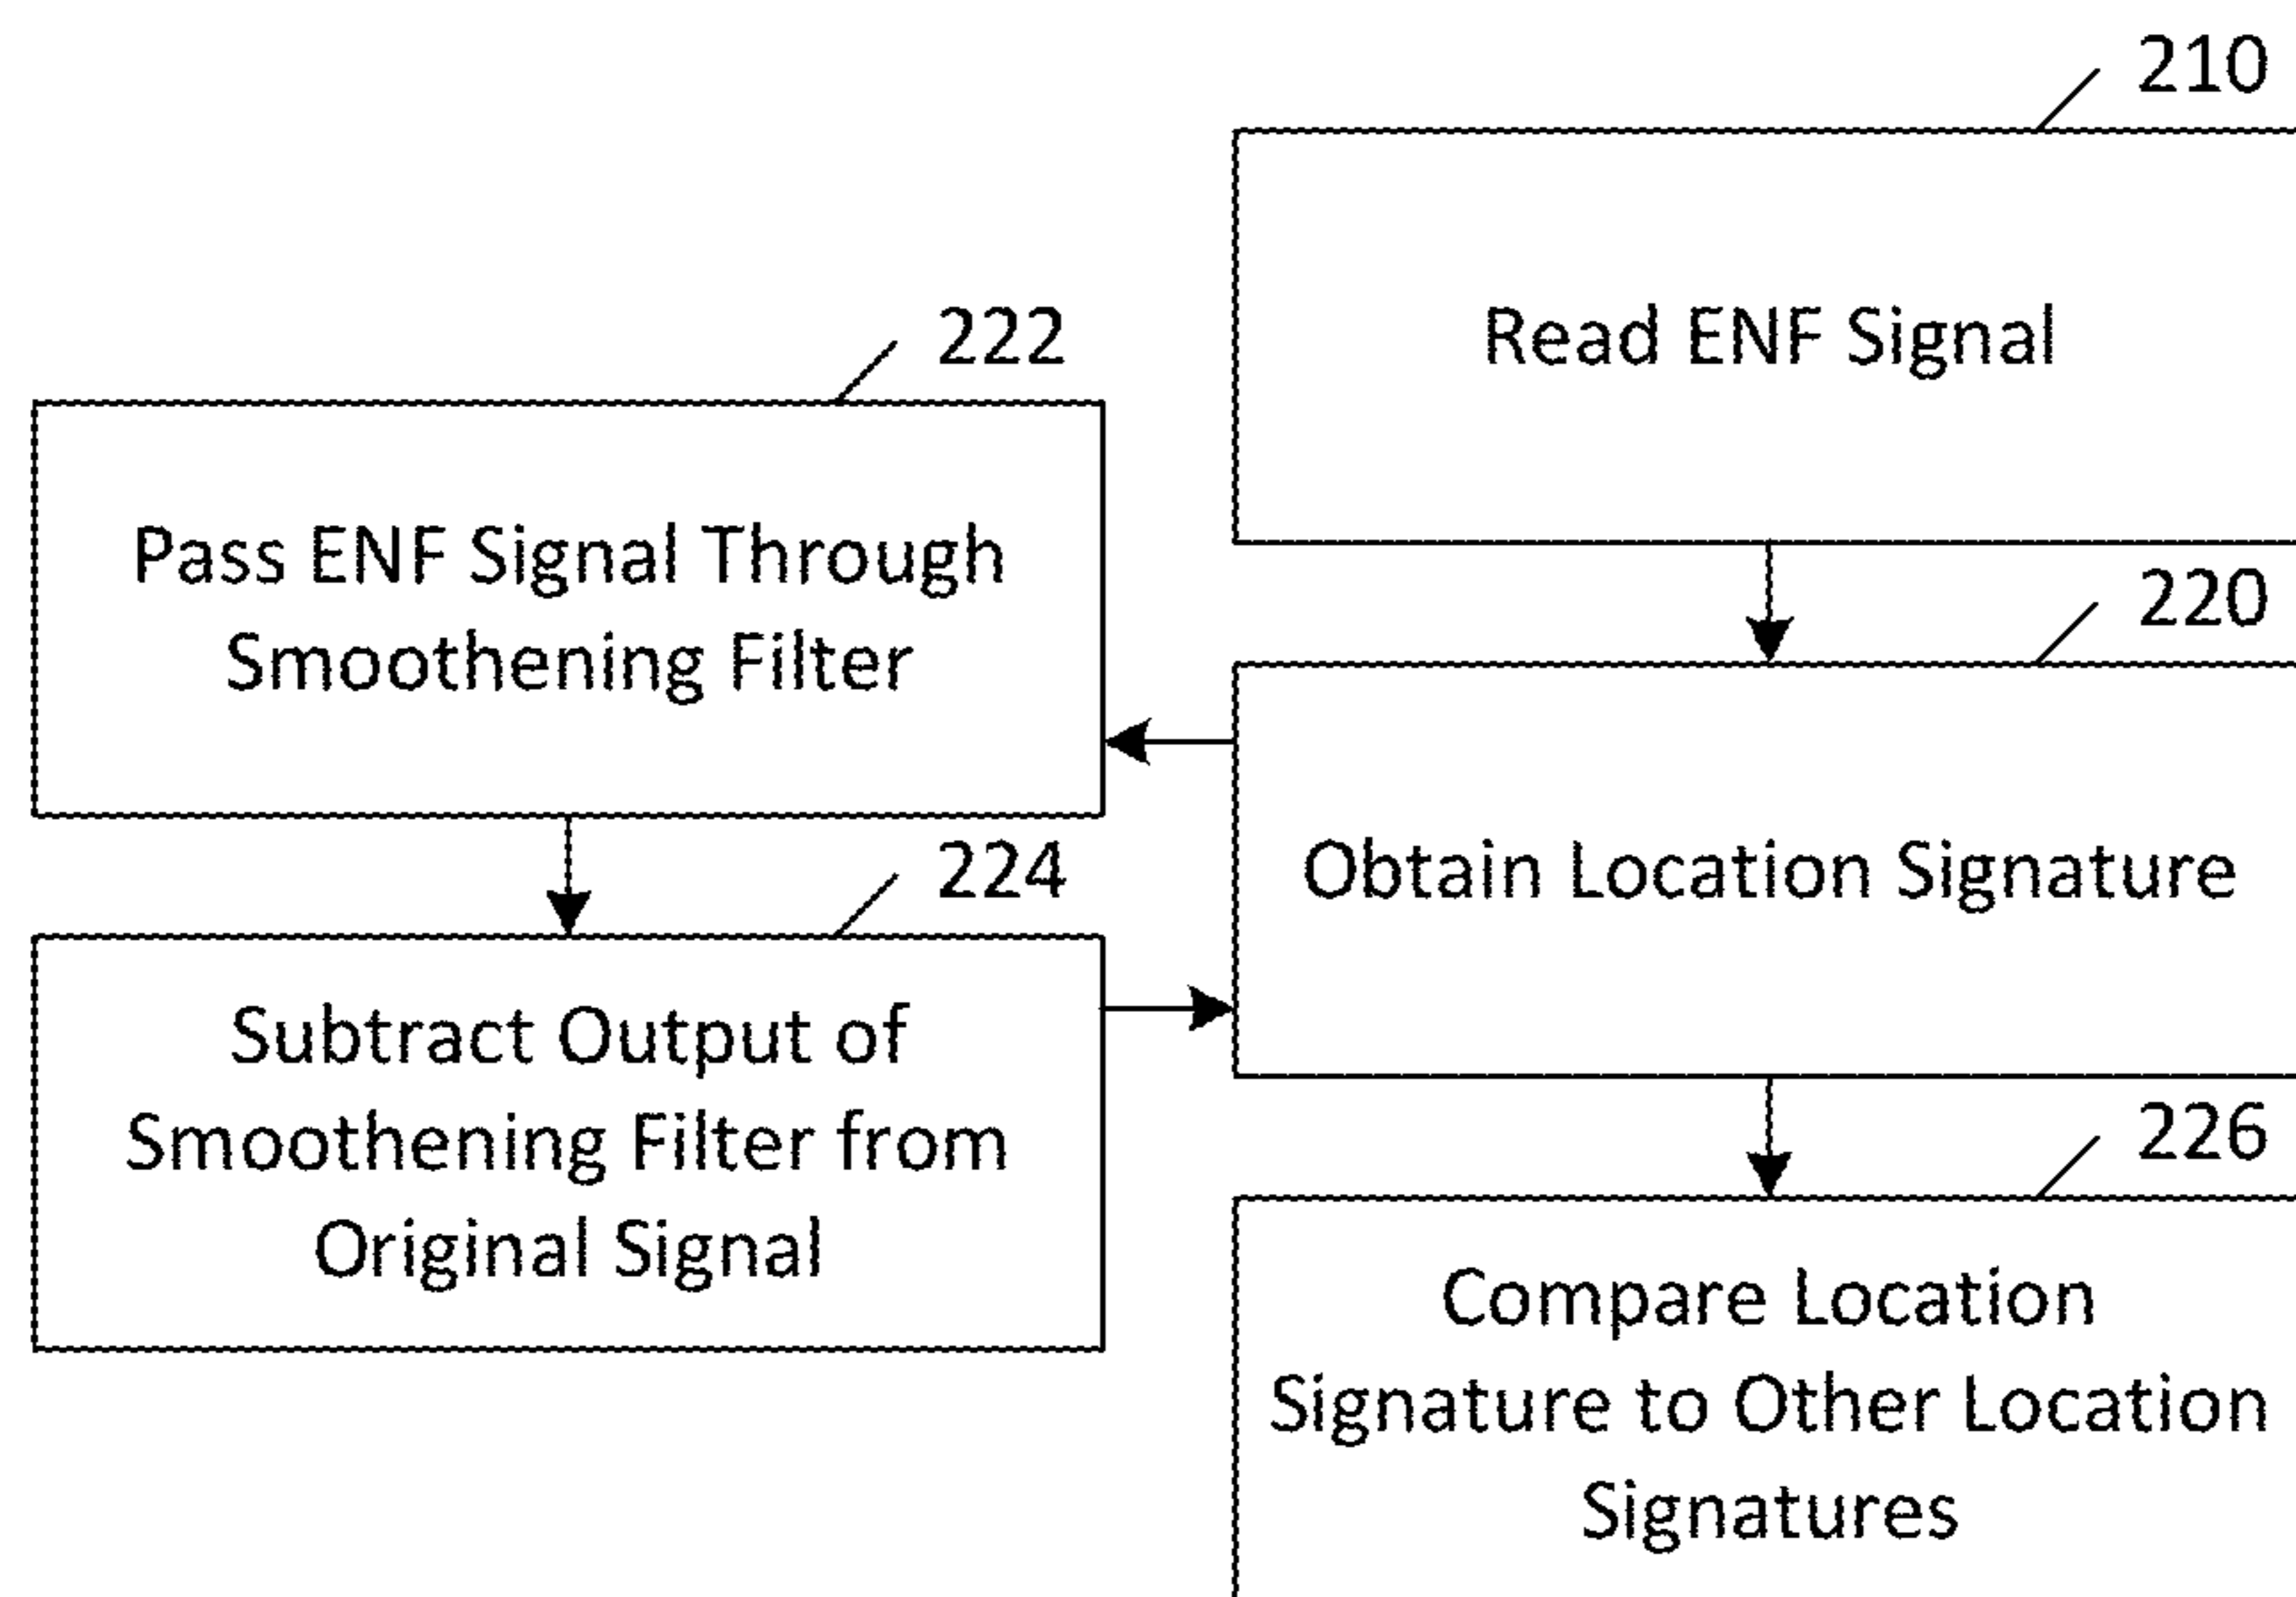 210
Read ENF Signal
222
Pass ENF Signal Through
Smoothening Filter
220
Obtain Location Signature
224
Subtract Output of
Smoothening Filter from
Original Signal
226
Compare Location
Signature to Other Location
Signatures